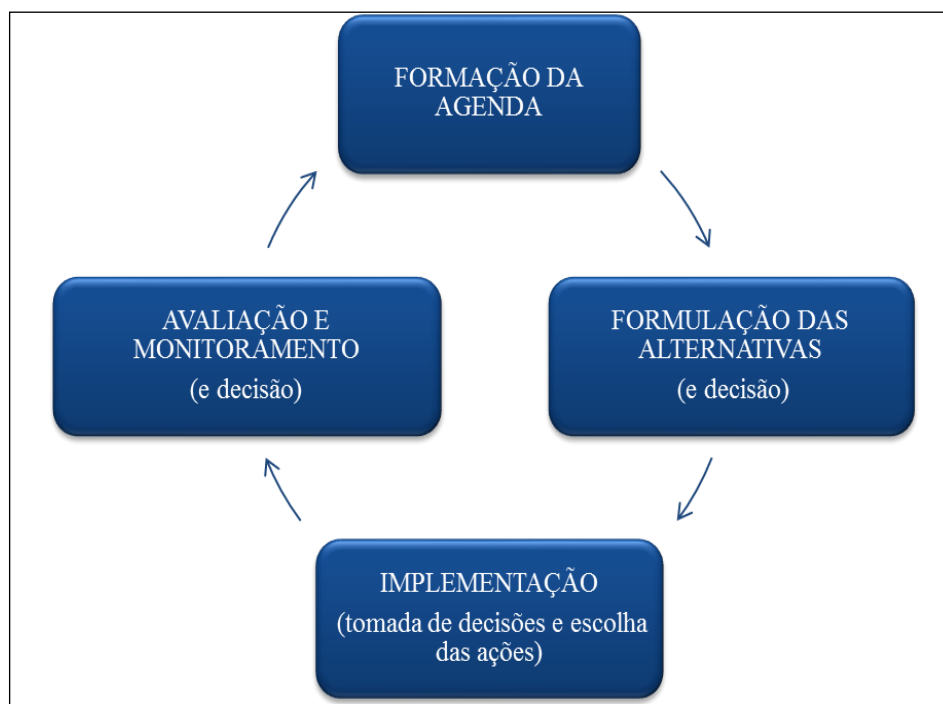 FORMAÇÃO DA
AGENDA
FORMULAÇÃO DAS
ALTERNATIVAS
(e decisão)
IMPLEMENTAÇÃO
(tomada de decisões e escolha
das ações)
AVALIAÇÃO E
MONITORAMENTO
(e decisão)